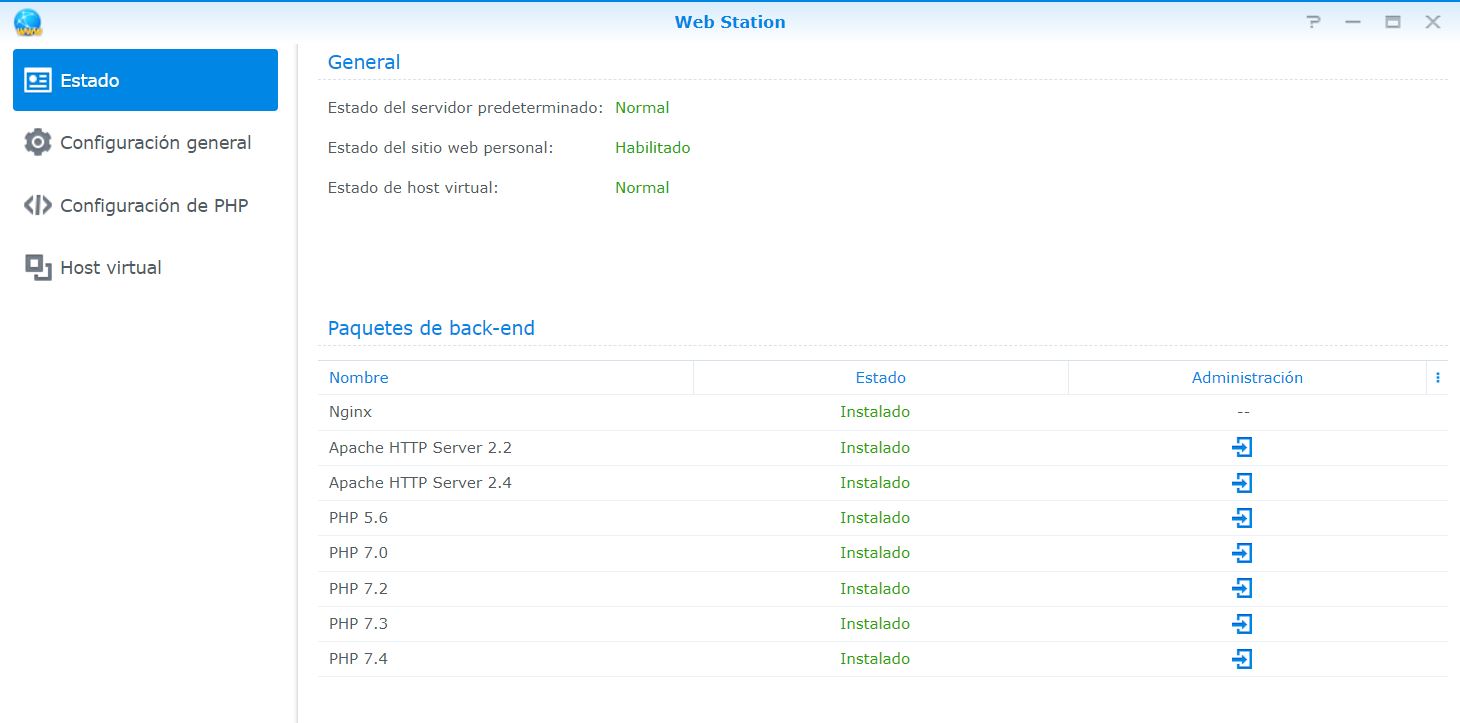 Web Station
Estado
Configuración general
Configuración de PHP
Host virtual
General
Estado del servidor predeterminado: Normal
Estado del sitio web personal: Habilitado
Estado de host virtual: Normal
Paquetes de back-end
Nombre Estado Administración
Nginx Instalado --
Apache HTTP Server 2.2 Instalado
Apache HTTP Server 2.4 Instalado
PHP 5.6 Instalado
PHP 7.0 Instalado
PHP 7.2 Instalado
PHP 7.3 Instalado
PHP 7.4 Instalado